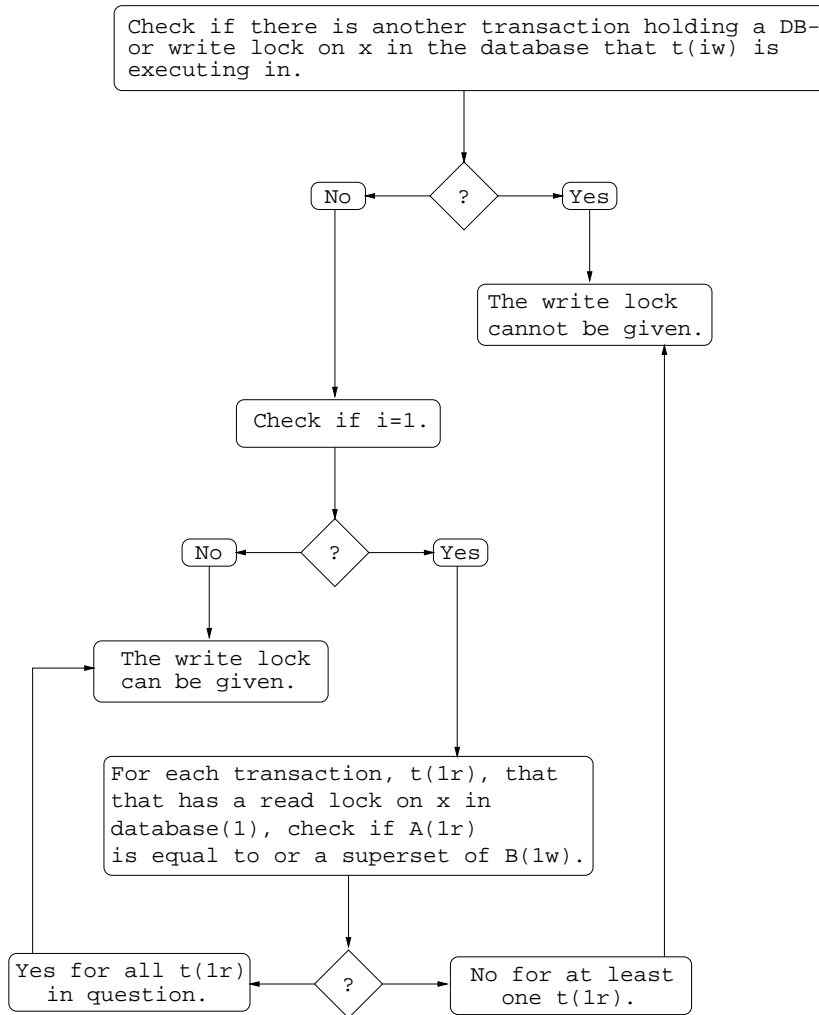 Check if there is another transaction holding a DB-
or write lock on x in the database that t(iw) is
executing in.
No
?
Yes
The write lock
cannot be given.
Check if i=1.
No
?
Yes
The write lock
can be given.
For each transaction, t(1r), that
that has a read lock on x in
database(1), check if A(1r)
is equal to or a superset of B(1w).
Yes for all t(1r)
in question.
?
No for at least
one t(1r).